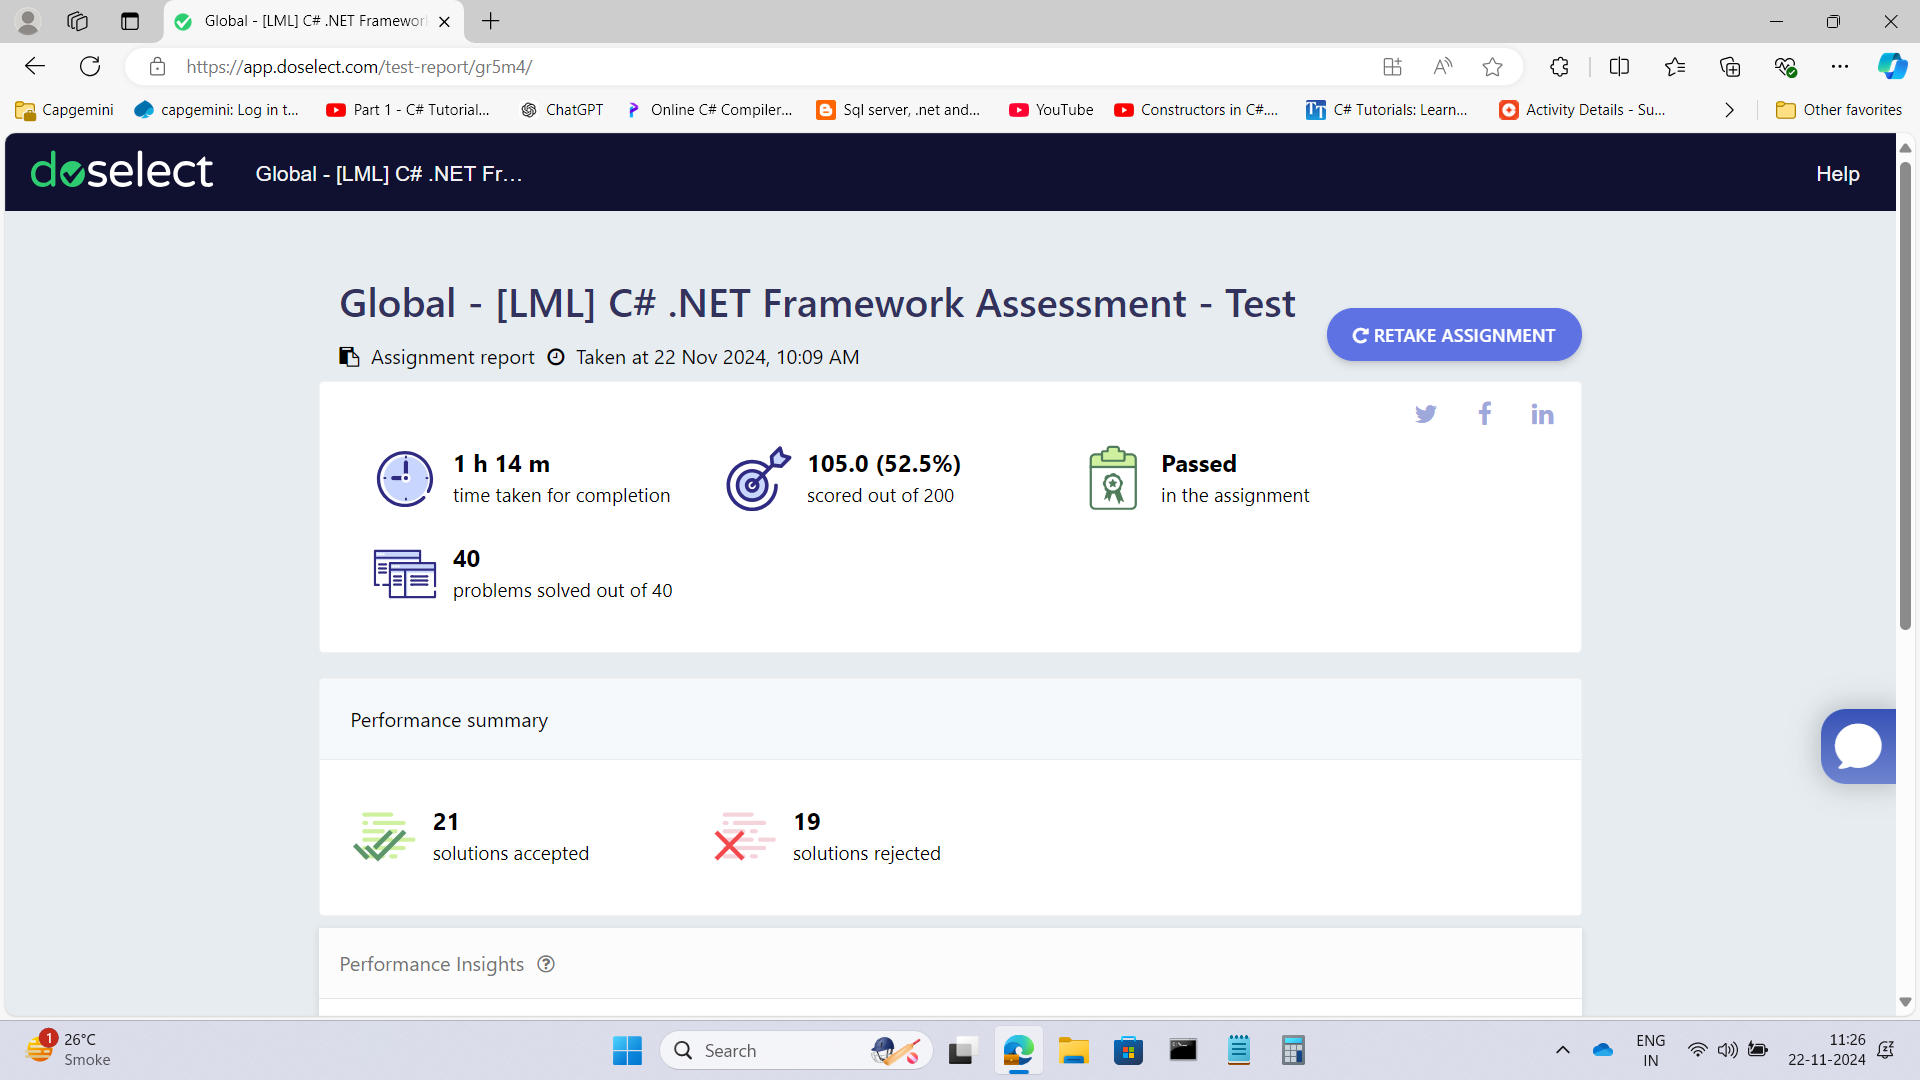 Global - [LML] C# .NET Framewor
https://app.doselect.com/test-report/gr5m4/
Capgemini
capgemini: Log in t...
Part 1 - C# Tutorial...
ChatGPT
Online C# Compiler...
Sql server, .net and...
YouTube
Constructors in C#....
C# Tutorials: Learn...
Activity Details - Su...
Other favorites
doselect
Global - [LML] C# .NET Fr...
Help
Global - [LML] C# .NET Framework Assessment - Test
RETAKE ASSIGNMENT
Assignment report Taken at 22 Nov 2024, 10:09 AM
1 h 14 m
time taken for completion
105.0 (52.5%)
scored out of 200
Passed
in the assignment
40
problems solved out of 40
Performance summary
21
solutions accepted
19
solutions rejected
Performance Insights
1
26°C
Smoke
Search
ENG
IN
11:26
22-11-2024